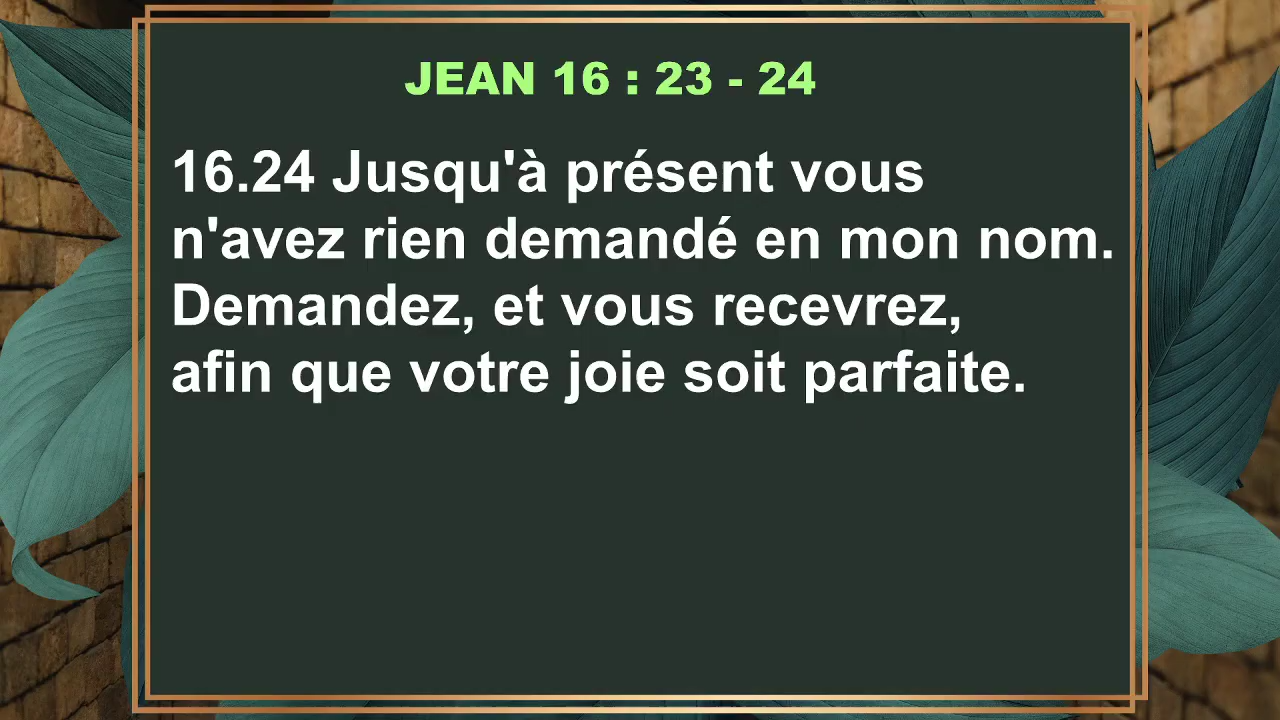 JEAN 16 : 23 - 24
16.24 Jusqu'à présent vous
n'avez rien demandé en mon nom.
Demandez, et vous recevrez,
afin que votre joie soit parfaite.